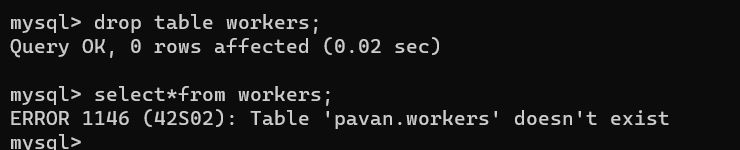 mysql> drop table workers;
Query OK, 0 rows affected (0.02 sec)
mysql> select*from workers;
ERROR 1146 (42S02): Table 'pavan.workers' doesn't exist
mysql>